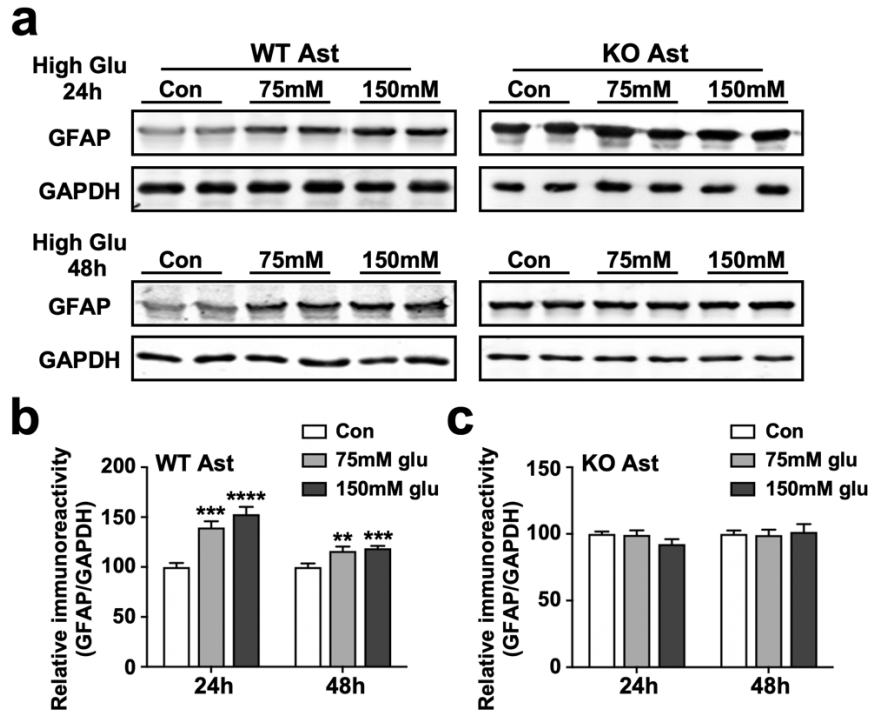 a
WT Ast
KO Ast
High Glu
24h
Con 75mM 150mM
Con 75mM 150mM
GFAP
GAPDH
High Glu
48h
Con 75mM 150mM
Con 75mM 150mM
GFAP
GAPDH
b
Relative immunoreactivity
(GFAP/GAPDH)
WT Ast
Con
75mM glu
150mM glu
200
150
100
50
0
*** ****
** ***
24h 48h
c
Relative immunoreactivity
(GFAP/GAPDH)
KO Ast
Con
75mM glu
150mM glu
150
100
50
0
24h 48h